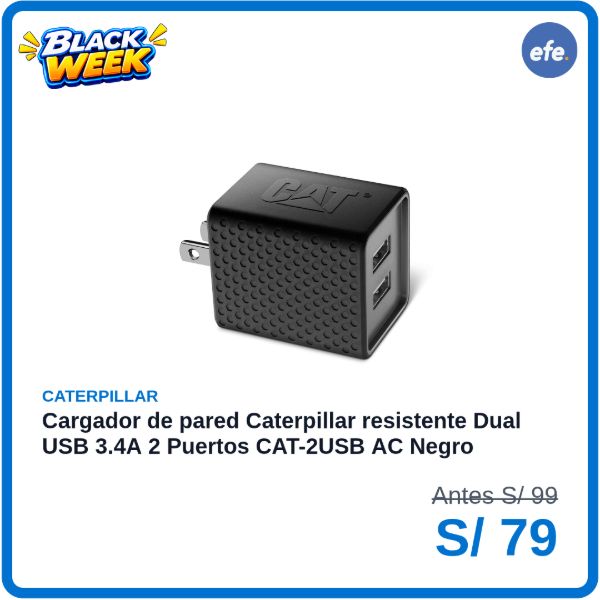 BLACK
WEEK
efe.
CAT®
CATERPILLAR
Cargador de pared Caterpillar resistente Dual
USB 3.4A 2 Puertos CAT-2USB AC Negro
Antes S/ 99
S/ 79